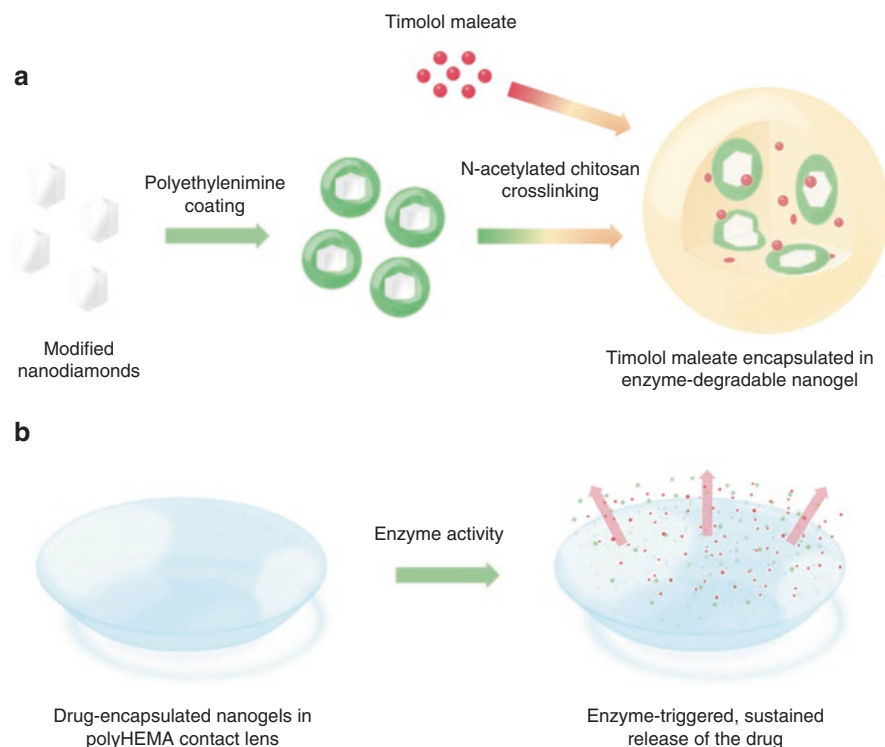 Timolol maleate
a
Polyethylenimine
coating
N-acetylated chitosan
crosslinking
Modified
nanodiamonds
Timolol maleate encapsulated in
enzyme-degradable nanogel
b
Enzyme activity
Drug-encapsulated nanogels in
polyHEMA contact lens
Enzyme-triggered, sustained
release of the drug